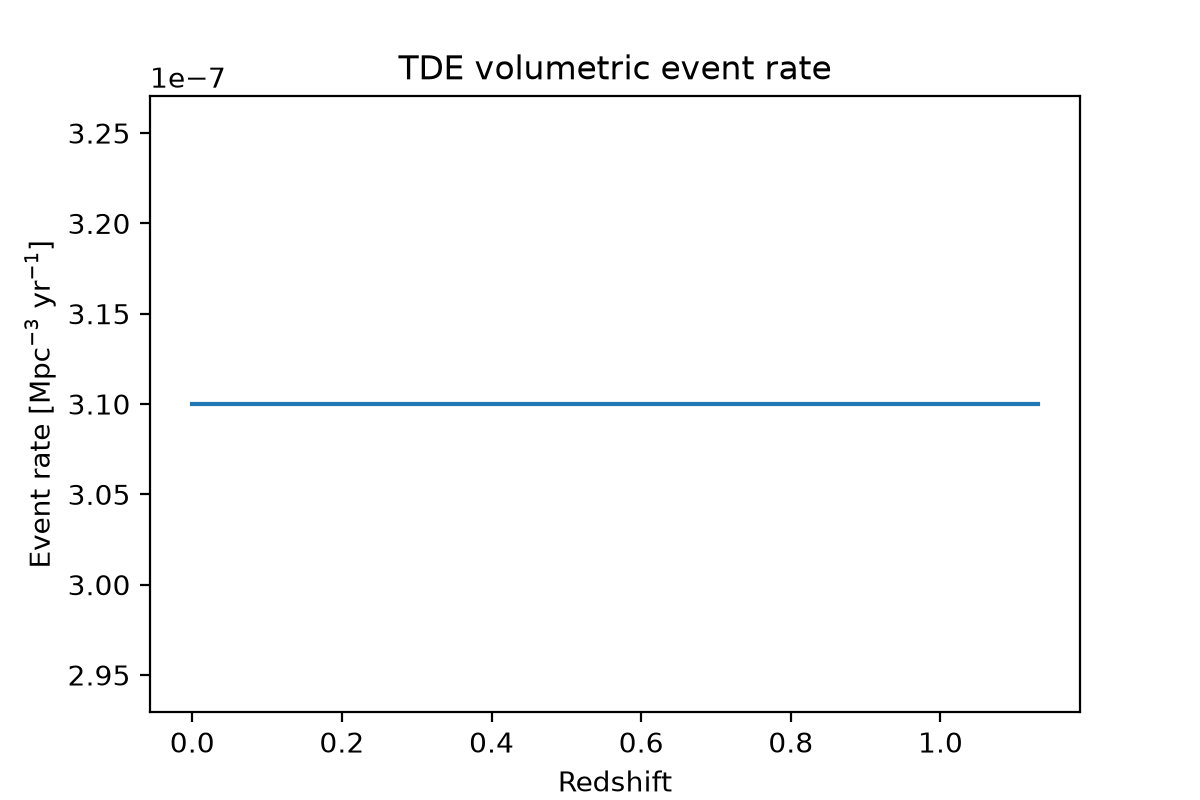 TDE volumetric event rate
1e−7
3.25
3.20
3.15
3.10
3.05
3.00
2.95
Event rate [Mpc⁻³ yr⁻¹]
0.0 0.2 0.4 0.6 0.8 1.0
Redshift